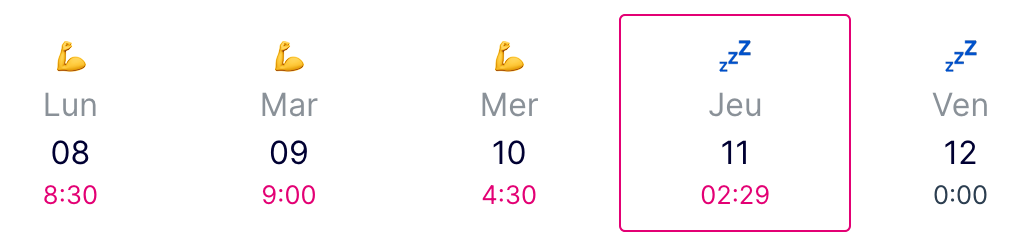 💪 💪 💪 💤 💤
Lun Mar Mer Jeu Ven
08 09 10 11 12
8:30 9:00 4:30 02:29 0:00